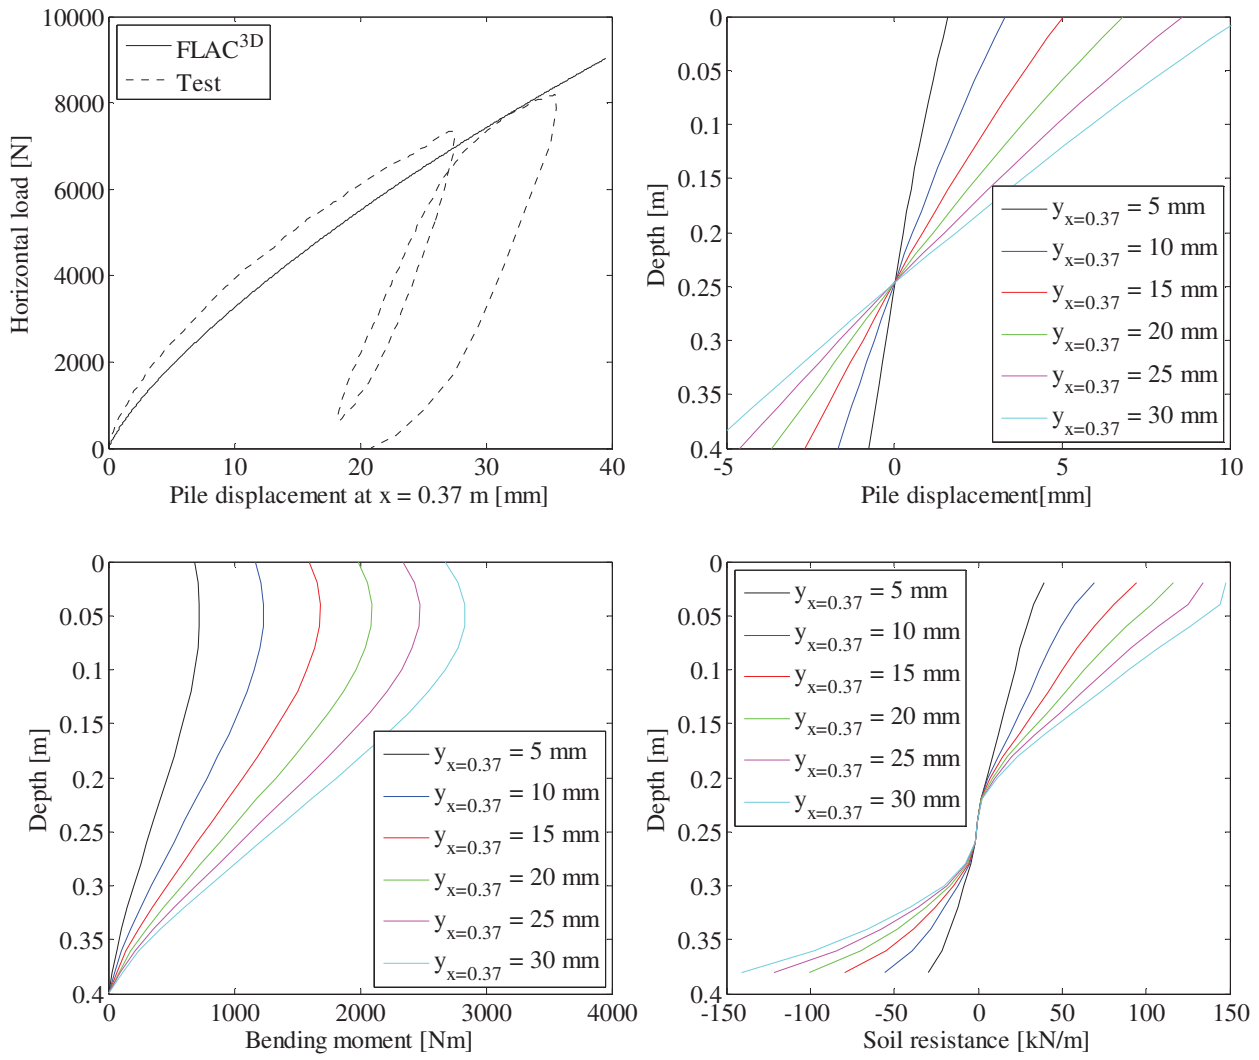 10000
8000
6000
4000
2000
0
Horizontal load [N]
FLAC3D
Test
0 10 20 30 40
Pile displacement at x = 0.37 m [mm]
0
0.05
0.1
0.15
0.2
0.25
0.3
0.35
0.4
Depth [m]
yx=0.37 = 5 mm
yx=0.37 = 10 mm
yx=0.37 = 15 mm
yx=0.37 = 20 mm
yx=0.37 = 25 mm
yx=0.37 = 30 mm
-5 0 5 10
Pile displacement[mm]
0
0.05
0.1
0.15
0.2
0.25
0.3
0.35
0.4
Depth [m]
yx=0.37 = 5 mm
yx=0.37 = 10 mm
yx=0.37 = 15 mm
yx=0.37 = 20 mm
yx=0.37 = 25 mm
yx=0.37 = 30 mm
0 1000 2000 3000 4000
Bending moment [Nm]
0
0.05
0.1
0.15
0.2
0.25
0.3
0.35
0.4
Depth [m]
yx=0.37 = 5 mm
yx=0.37 = 10 mm
yx=0.37 = 15 mm
yx=0.37 = 20 mm
yx=0.37 = 25 mm
yx=0.37 = 30 mm
-150 -100 -50 0 50 100 150
Soil resistance [kN/m]